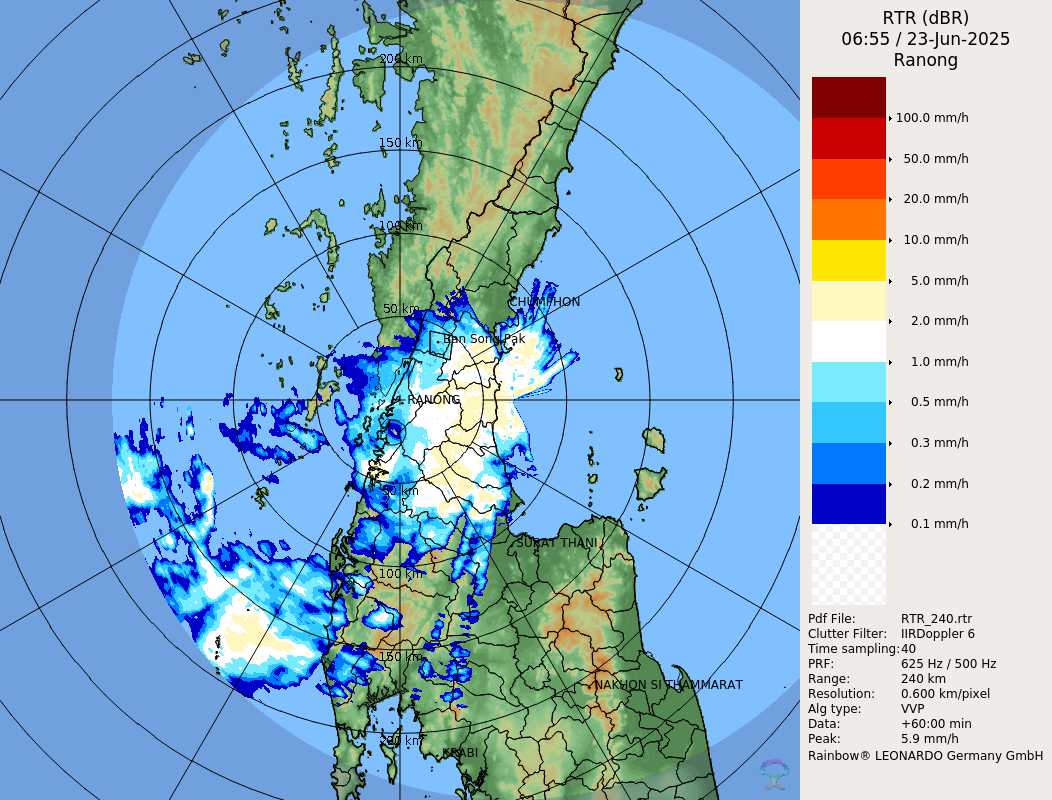 RTR (dBR)
06:55 / 23-Jun-2025
Ranong
100.0 mm/h
50.0 mm/h
20.0 mm/h
10.0 mm/h
5.0 mm/h
2.0 mm/h
1.0 mm/h
0.5 mm/h
0.3 mm/h
0.2 mm/h
0.1 mm/h
Pdf File: RTR_240.rtr
Clutter Filter: IIRDoppler 6
Time sampling:40
PRF: 625 Hz / 500 Hz
Range: 240 km
Resolution: 0.600 km/pixel
Alg type: VVP
Data: +60:00 min
Peak: 5.9 mm/h
Rainbow® LEONARDO Germany GmbH
200 km
150 km
100 km
50 km
CHUMPHON
Ban Song Pak
RANONG
50 km
SURAT THANI
100 km
150 km
NAKHON SI THAMMARAT
200 km
KRABI